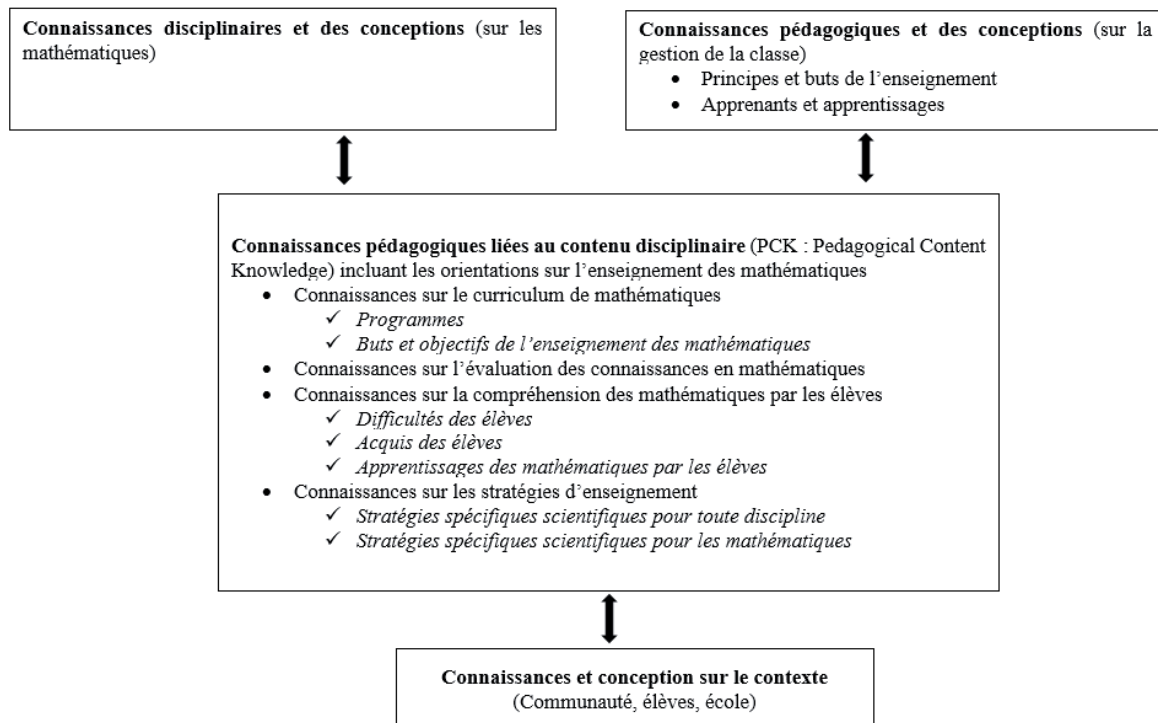 Connaissances disciplinaires et des conceptions (sur les
mathématiques)
Connaissances pédagogiques et des conceptions (sur la
gestion de la classe)
• Principes et buts de l’enseignement
• Apprenants et apprentissages
Connaissances pédagogiques liées au contenu disciplinaire (PCK : Pedagogical Content
Knowledge) incluant les orientations sur l’enseignement des mathématiques
• Connaissances sur le curriculum de mathématiques
✓ Programmes
✓ Buts et objectifs de l’enseignement des mathématiques
• Connaissances sur l’évaluation des connaissances en mathématiques
• Connaissances sur la compréhension des mathématiques par les élèves
✓ Difficultés des élèves
✓ Acquis des élèves
✓ Apprentissages des mathématiques par les élèves
• Connaissances sur les stratégies d’enseignement
✓ Stratégies spécifiques scientifiques pour toute discipline
✓ Stratégies spécifiques scientifiques pour les mathématiques
Connaissances et conception sur le contexte
(Communauté, élèves, école)